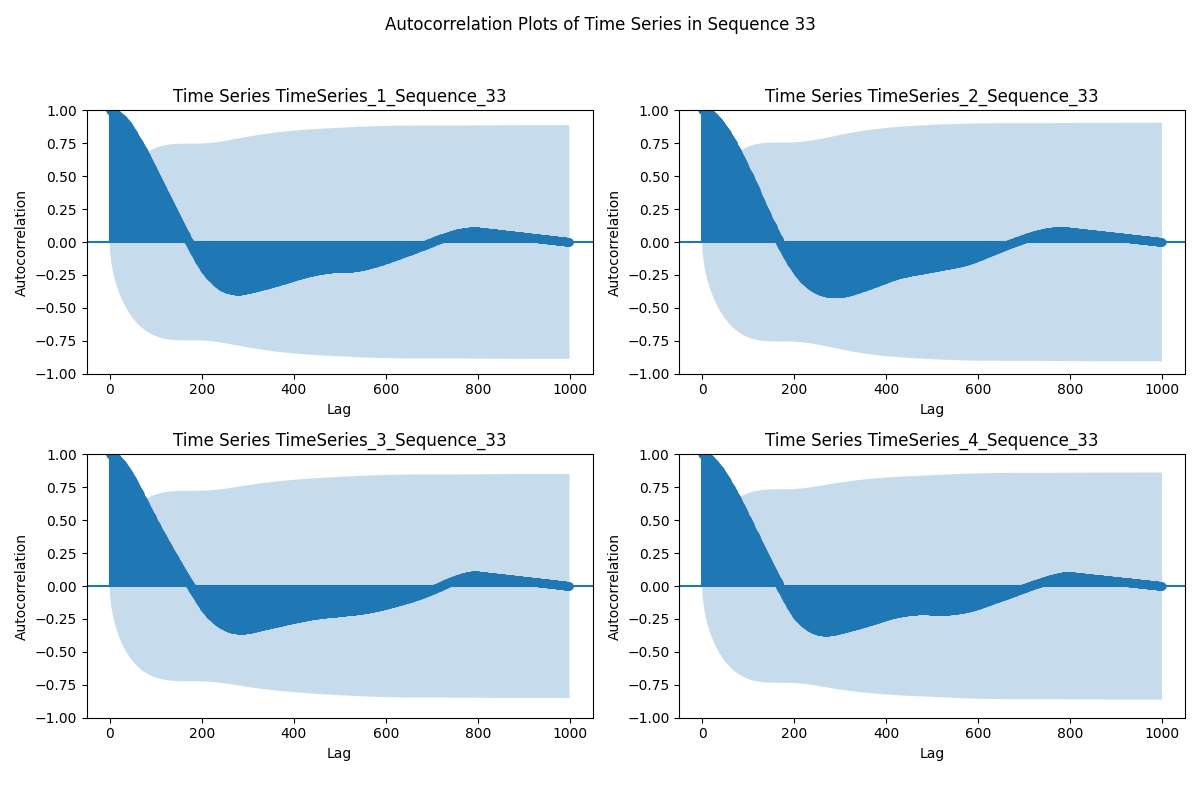 Autocorrelation Plots of Time Series in Sequence 33
Time Series TimeSeries_1_Sequence_33
1.00
0.75
0.50
0.25
0.00
−0.25
−0.50
−0.75
−1.00
Autocorrelation
0 200 400 600 800 1000
Lag
Time Series TimeSeries_2_Sequence_33
1.00
0.75
0.50
0.25
0.00
−0.25
−0.50
−0.75
−1.00
Autocorrelation
0 200 400 600 800 1000
Lag
Time Series TimeSeries_3_Sequence_33
1.00
0.75
0.50
0.25
0.00
−0.25
−0.50
−0.75
−1.00
Autocorrelation
0 200 400 600 800 1000
Lag
Time Series TimeSeries_4_Sequence_33
1.00
0.75
0.50
0.25
0.00
−0.25
−0.50
−0.75
−1.00
Autocorrelation
0 200 400 600 800 1000
Lag